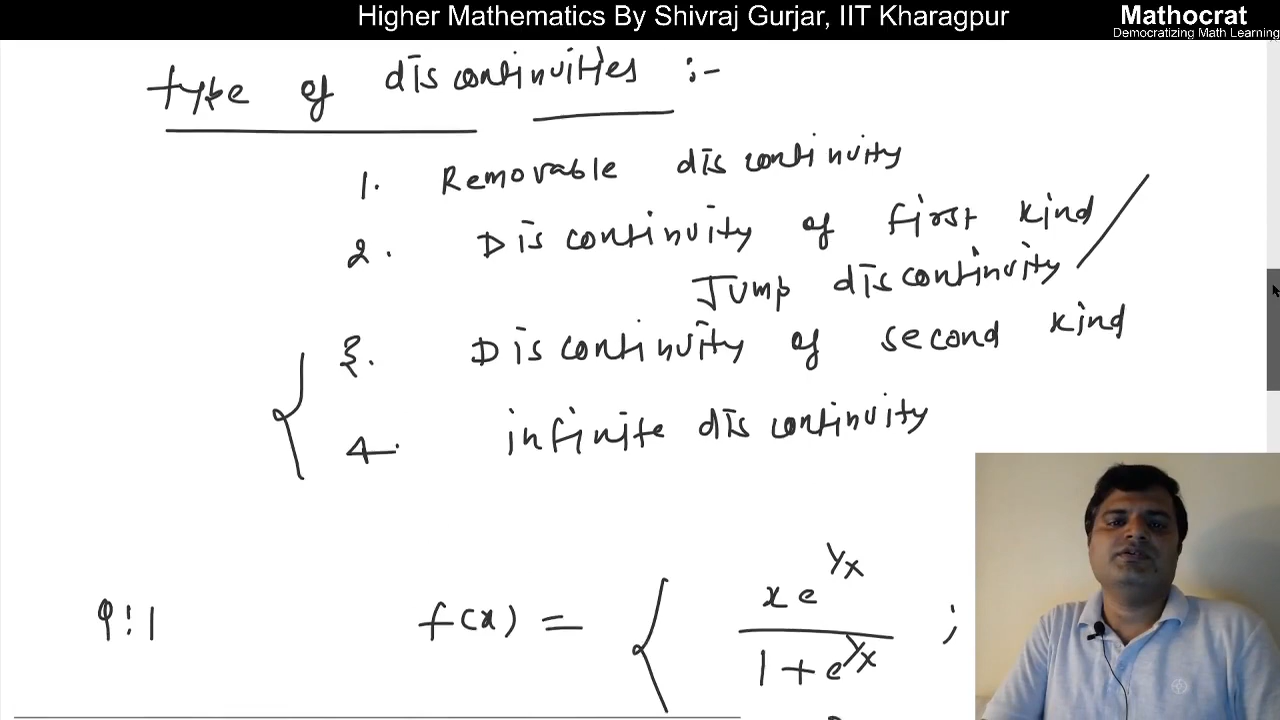 Higher Mathematics By Shivraj Gurjar, IIT Kharagpur
Mathocrat
Democratizing Math Learning
type of discontinuities :-
1. Removable discontinuity
2. Discontinuity of first kind /
Jump discontinuity
3. Discontinuity of second kind
4. infinite discontinuity
9!1 f(x) = { x e^{1/x} / 1 + e^{1/x} ;